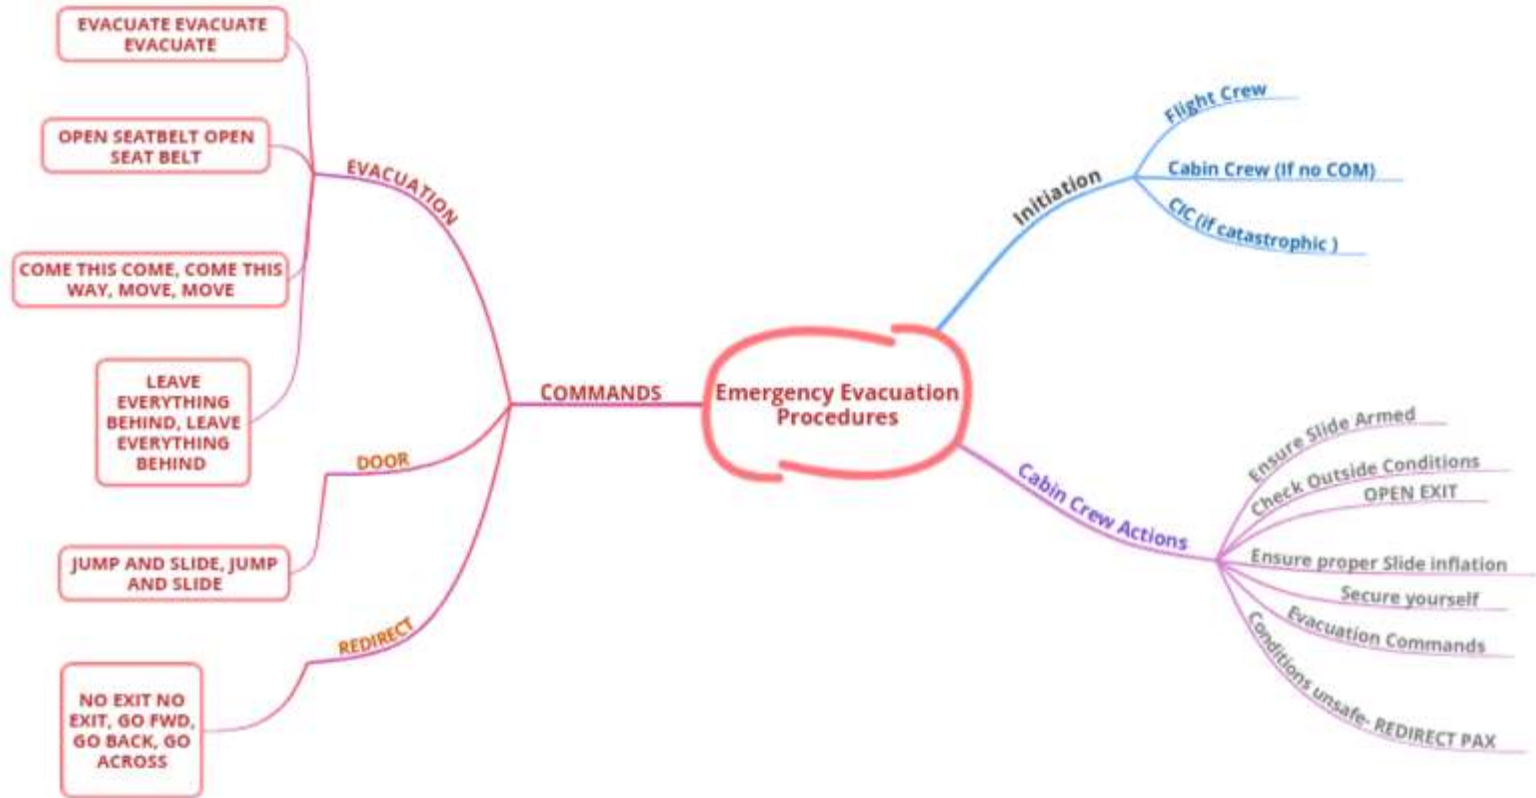 EVACUATE EVACUATE
EVACUATE
OPEN SEATBELT OPEN
SEAT BELT
COME THIS COME, COME THIS
WAY, MOVE, MOVE
LEAVE
EVERYTHING
BEHIND, LEAVE
EVERYTHING
BEHIND
EVACUATION
JUMP AND SLIDE, JUMP
AND SLIDE
DOOR
NO EXIT NO
EXIT, GO FWD,
GO BACK, GO
ACROSS
REDIRECT
COMMANDS
Emergency Evacuation
Procedures
Initiation
Flight Crew
Cabin Crew (If no COM)
CIC (if catastrophic )
Cabin Crew Actions
Ensure Slide Armed
Check Outside Conditions
OPEN EXIT
Ensure proper Slide inflation
Secure yourself
Evacuation Commands
Conditions unsafe- REDIRECT PAX